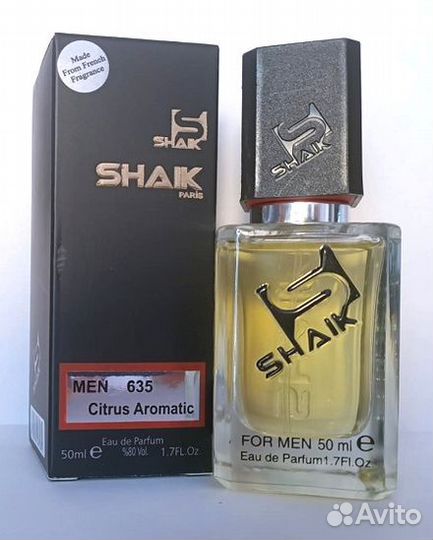 Made
From French
Fragrance
SHAIK
SHAIK
PARIS
MEN 635
Citrus Aromatic
Eau de Parfum
50ml e %80 Vol. 1.7FL.Oz
SHAIK
SHAIK
FOR MEN 50 ml e
Eau de Parfum1.7Fl.Oz
Avito